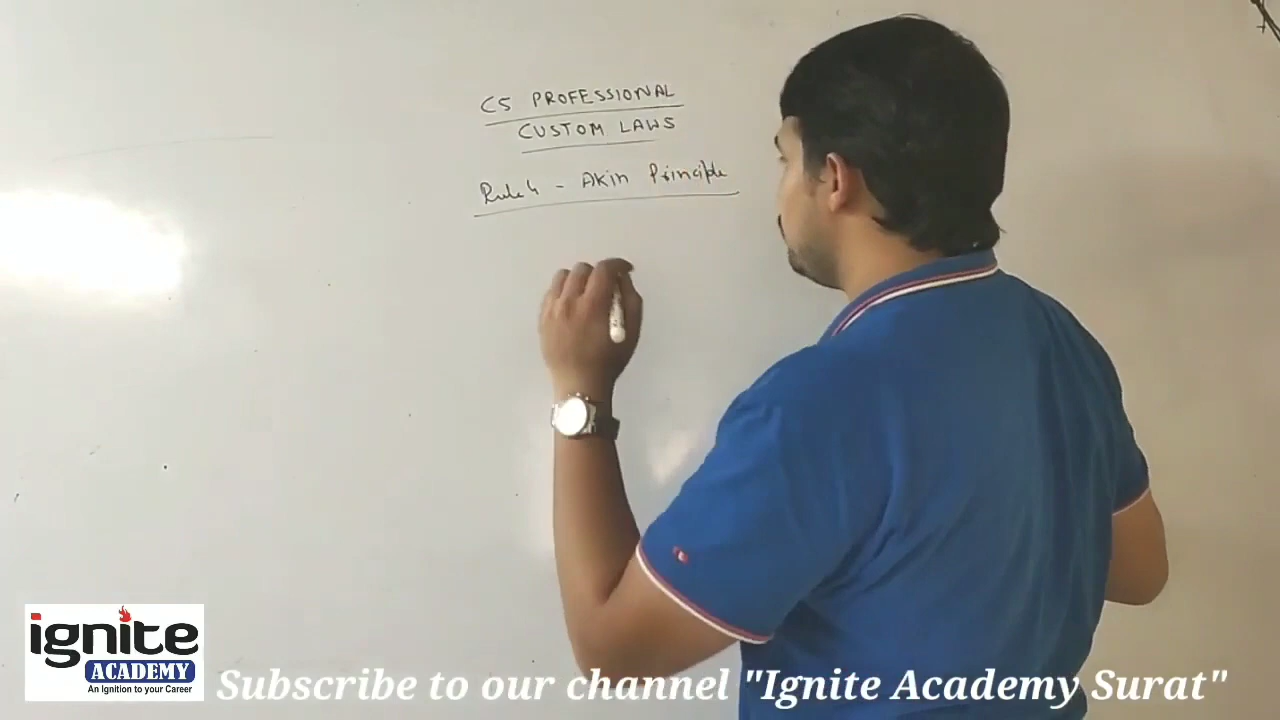 CS PROFESSIONAL
CUSTOM LAWS
Rule 4 - Akin Principle
ignite
ACADEMY
An Ignition to your Career
Subscribe to our channel "Ignite Academy Surat"